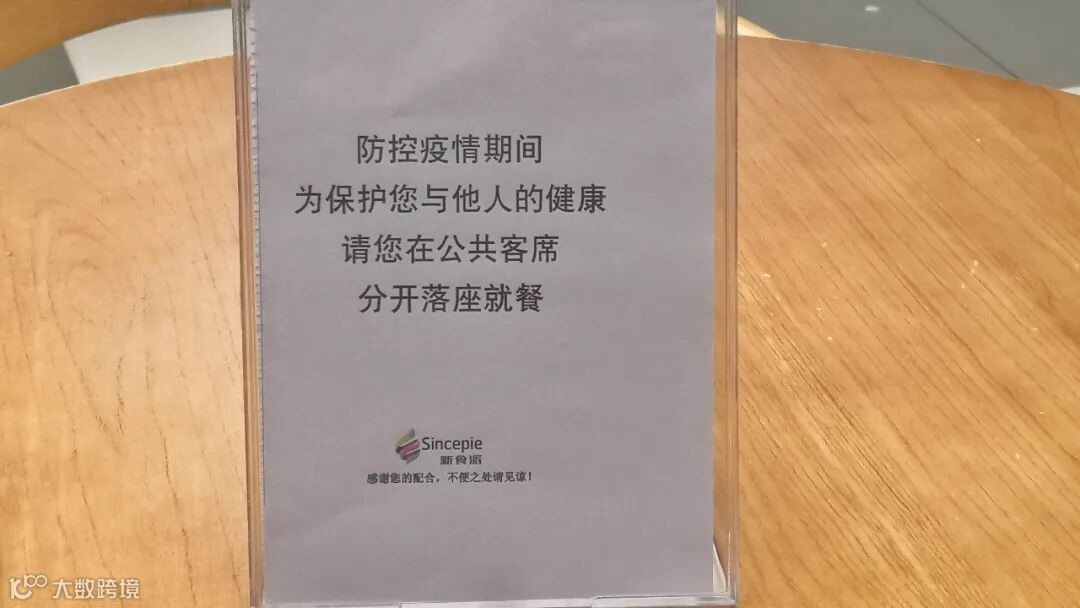 防控疫情期间
为保护您与他人的健康
请您在公共客席
分开落座就餐
Sincepie
新食派
感谢您的配合，不便之处请见谅！
大数跨境